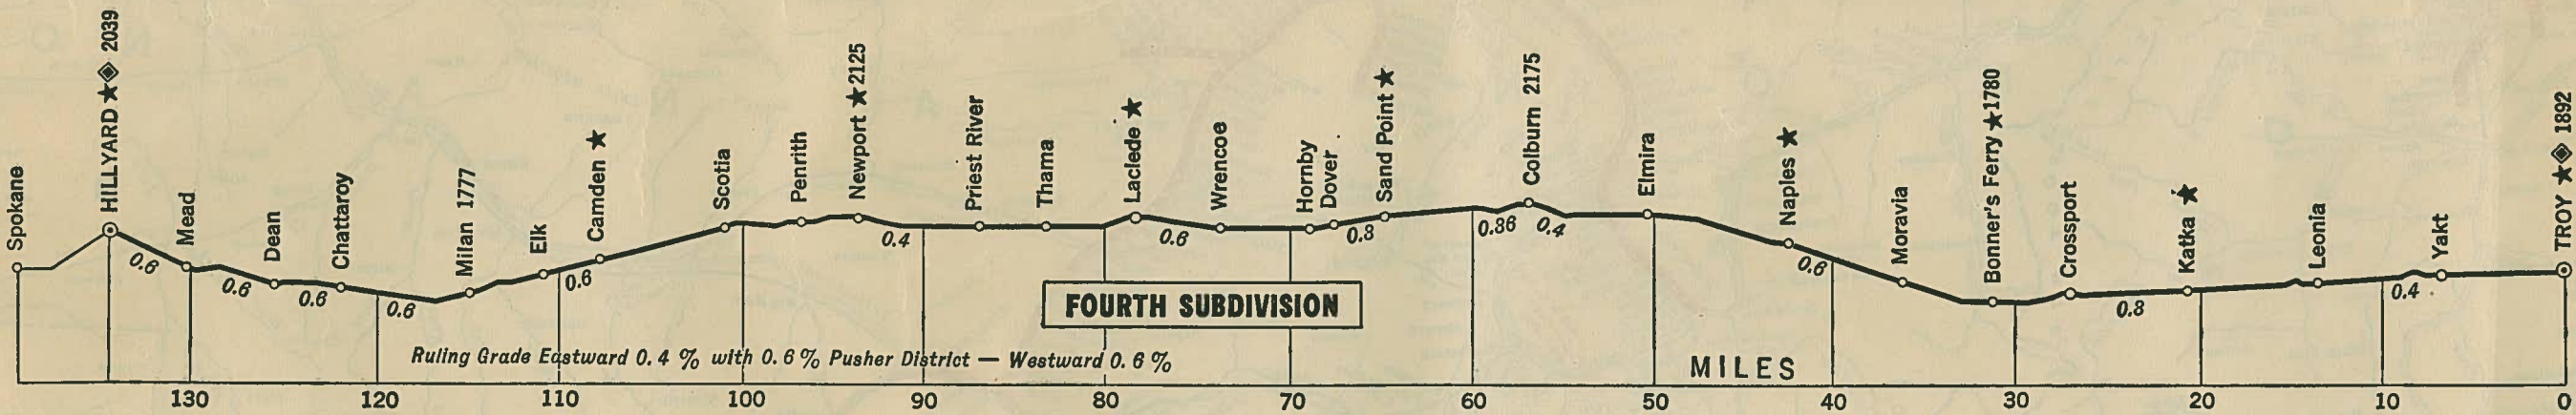 Spokane
HILLYARD ★ ◈ 2039
Mead
Dean
Chattaroy
Milan 1777
Elk
Camden ★
Scotia
Penrith
Newport ★ 2125
Priest River
Thama
Laclede ★
Wrencoe
Hornby
Dover
Sand Point ★
Colburn 2175
Elmira
Naples ★
Moravia
Bonner's Ferry ★ 1780
Crossport
Katka ★
Leonia
Yakt
TROY ★ ◈ 1892
0.6
0.6
0.6
0.6
0.6
0.4
0.6
0.8
0.36
0.4
0.6
0.8
0.4
FOURTH SUBDIVISION
Ruling Grade Eastward 0.4 % with 0.6 % Pusher District — Westward 0.6 %
MILES
130 120 110 100 90 80 70 60 50 40 30 20 10 0